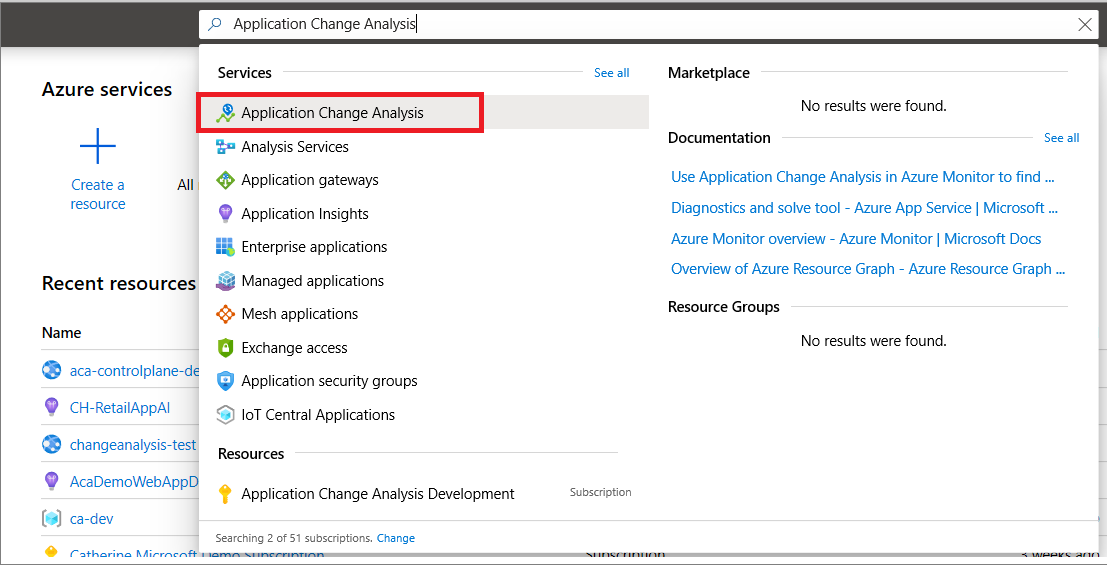 Application Change Analysis
Azure services
Create a
resource
All
Recent resources
Name
aca-controlplane-de
CH-RetailAppAI
changeanalysis-test
AcaDemoWebAppD
ca-dev
Catherine Microsoft Demo Subscription
Subscription
3 weeks ago
Services
See all
Application Change Analysis
Analysis Services
Application gateways
Application Insights
Enterprise applications
Managed applications
Mesh applications
Exchange access
Application security groups
IoT Central Applications
Resources
Application Change Analysis Development
Subscription
Searching 2 of 51 subscriptions. Change
Marketplace
No results were found.
Documentation
See all
Use Application Change Analysis in Azure Monitor to find ...
Diagnostics and solve tool - Azure App Service | Microsoft ...
Azure Monitor overview - Azure Monitor | Microsoft Docs
Overview of Azure Resource Graph - Azure Resource Graph ...
Resource Groups
No results were found.